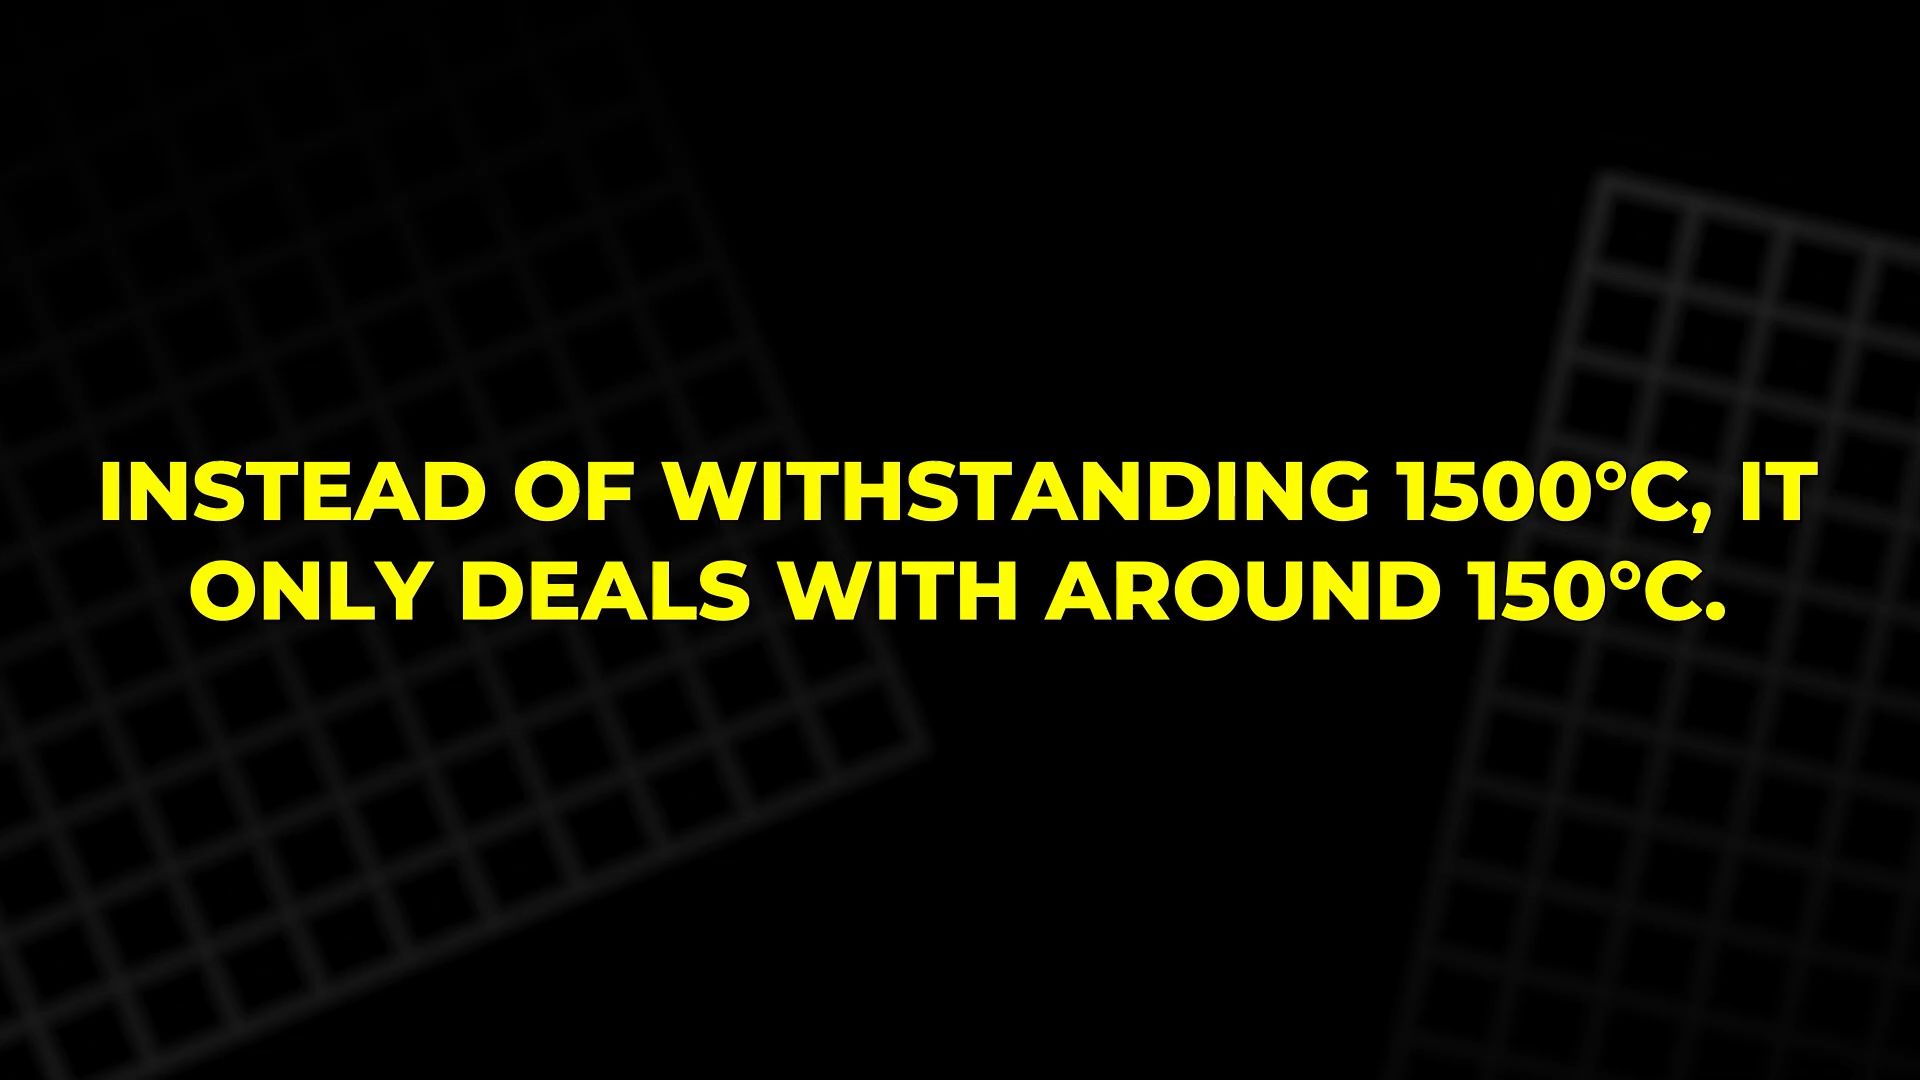 INSTEAD OF WITHSTANDING 1500°C, IT
ONLY DEALS WITH AROUND 150°C.